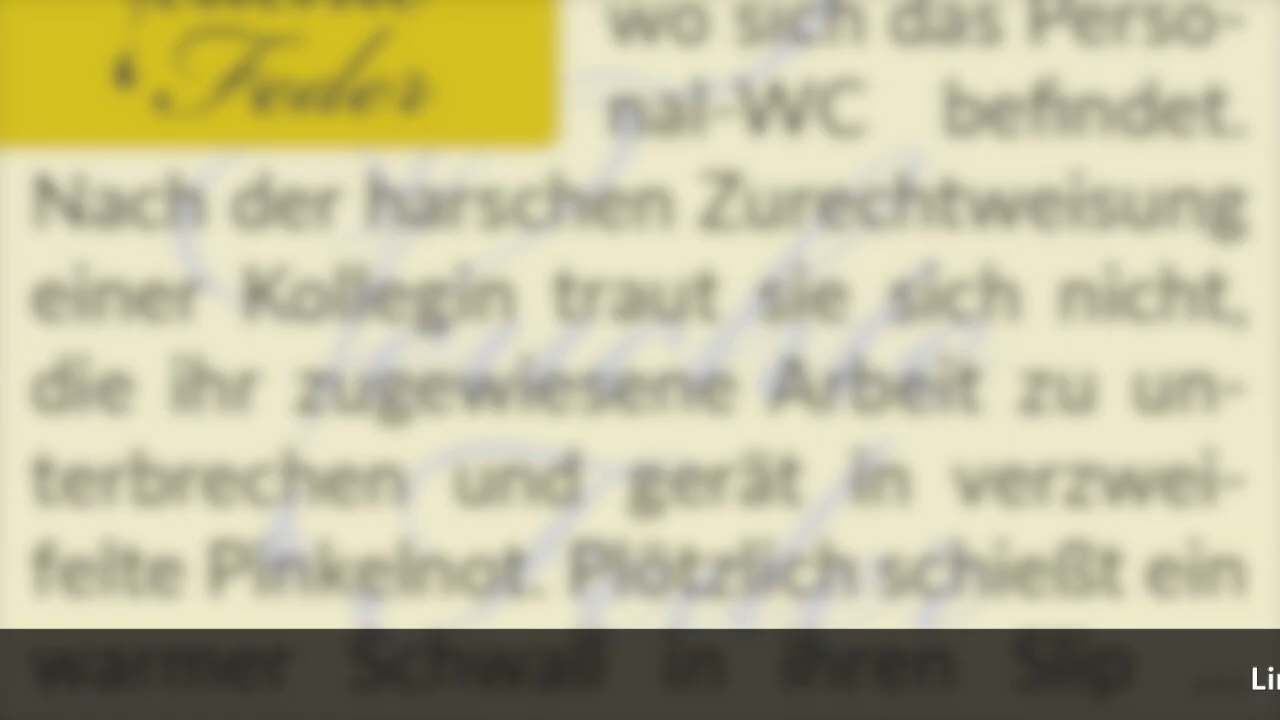 Feder
wo sich das Perso-
nal-WC befindet.
Nach der harschen Zurechtweisung
einer Kollegin traut sie sich nicht,
die ihr zugewiesene Arbeit zu un-
terbrechen und gerät in verzwei-
felte Pinkelnot. Plötzlich schießt ein
warmer Schwall in ihren Slip ...
Lin